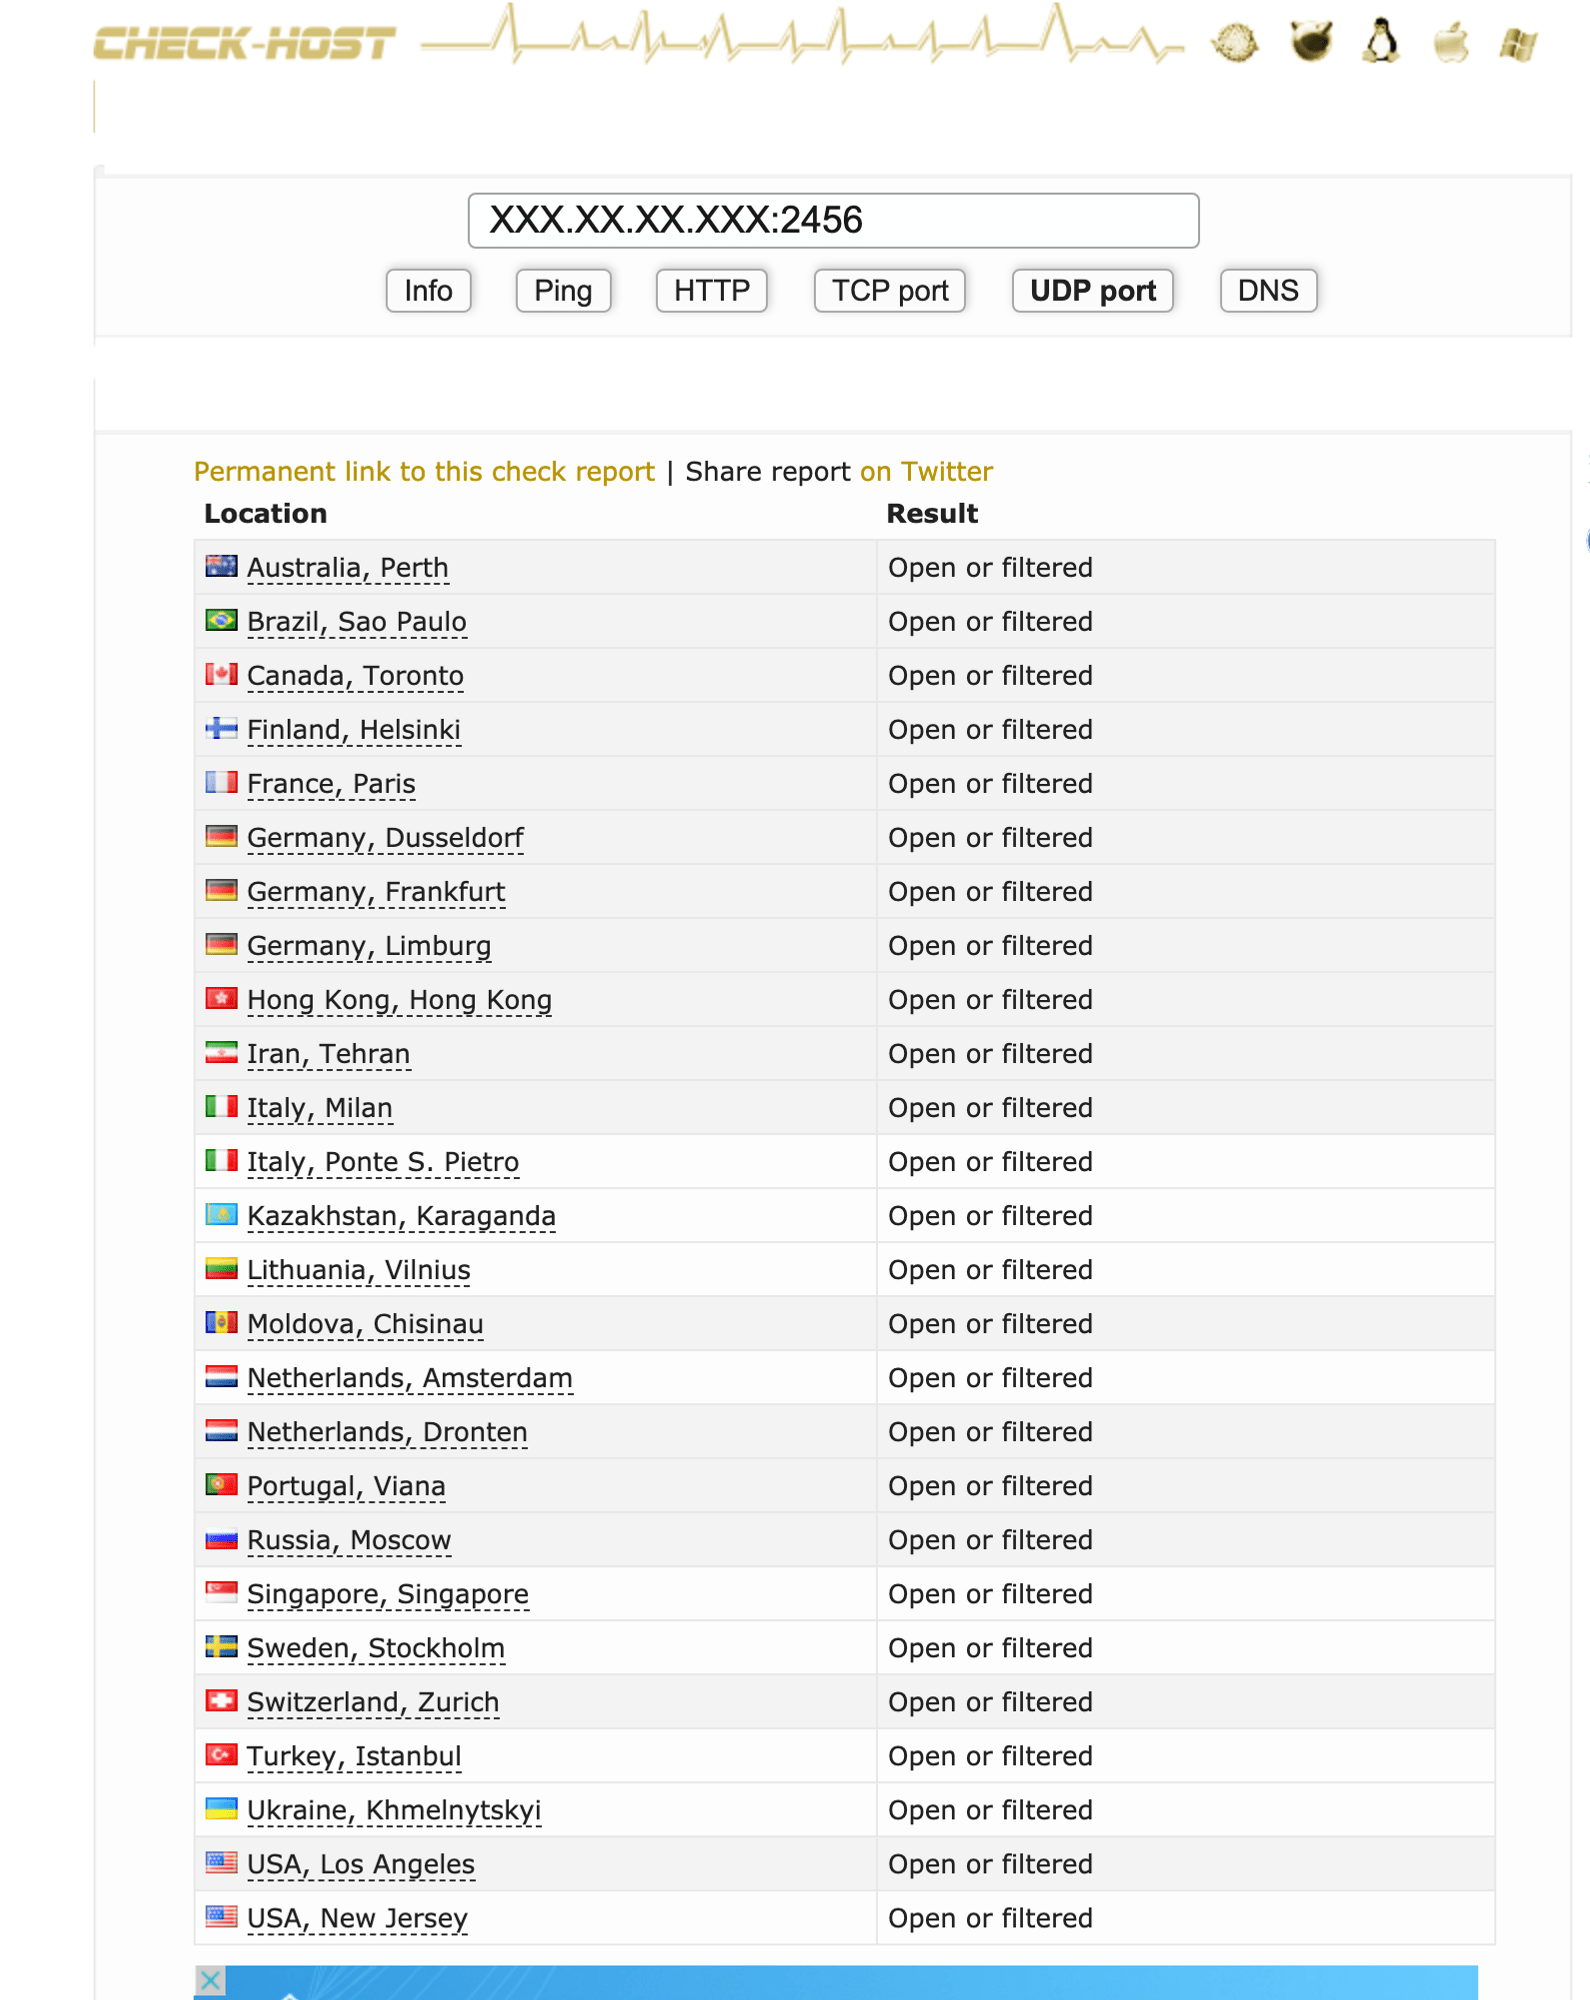 CHECK-HOST
XXX.XX.XX.XXX:2456
Info Ping HTTP TCP port UDP port DNS
Permanent link to this check report | Share report on Twitter
Location Result
Australia, Perth Open or filtered
Brazil, Sao Paulo Open or filtered
Canada, Toronto Open or filtered
Finland, Helsinki Open or filtered
France, Paris Open or filtered
Germany, Dusseldorf Open or filtered
Germany, Frankfurt Open or filtered
Germany, Limburg Open or filtered
Hong Kong, Hong Kong Open or filtered
Iran, Tehran Open or filtered
Italy, Milan Open or filtered
Italy, Ponte S. Pietro Open or filtered
Kazakhstan, Karaganda Open or filtered
Lithuania, Vilnius Open or filtered
Moldova, Chisinau Open or filtered
Netherlands, Amsterdam Open or filtered
Netherlands, Dronten Open or filtered
Portugal, Viana Open or filtered
Russia, Moscow Open or filtered
Singapore, Singapore Open or filtered
Sweden, Stockholm Open or filtered
Switzerland, Zurich Open or filtered
Turkey, Istanbul Open or filtered
Ukraine, Khmelnytskyi Open or filtered
USA, Los Angeles Open or filtered
USA, New Jersey Open or filtered